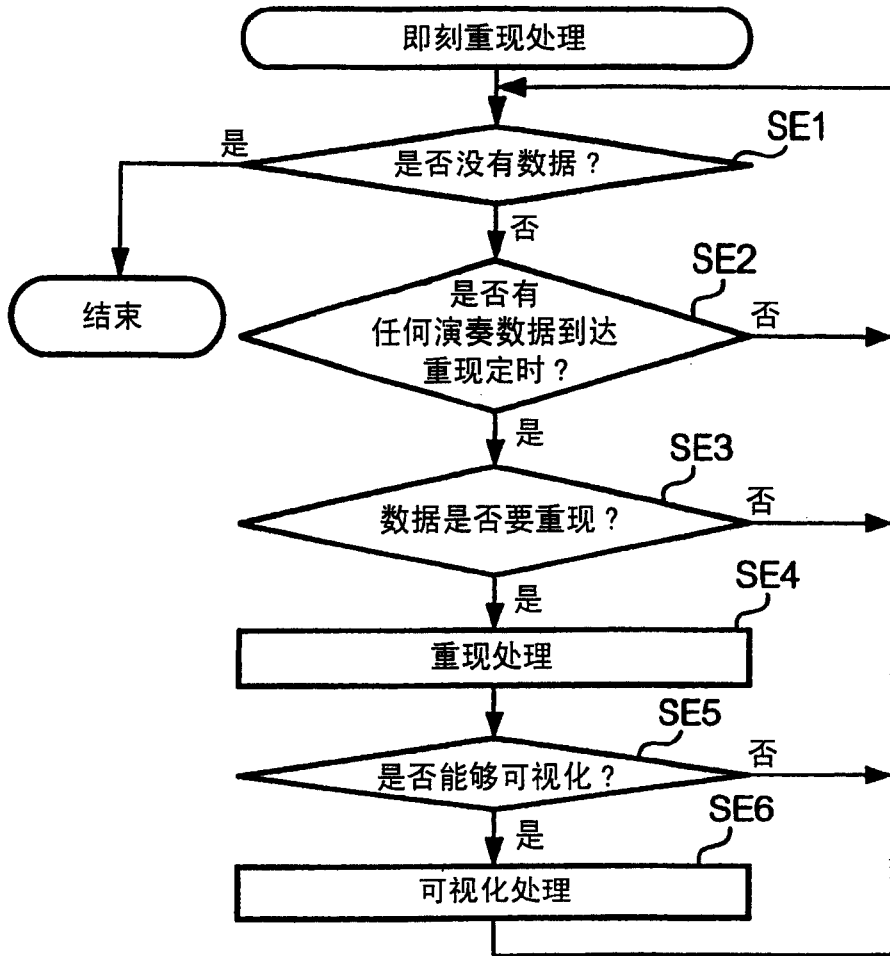 即刻重现处理
SE1
是
是否没有数据？
否
SE2
是否有
任何演奏数据到达
重现定时？
否
结束
是
SE3
数据是否要重现？
否
是
SE4
重现处理
SE5
是否能够可视化？
否
是
SE6
可视化处理